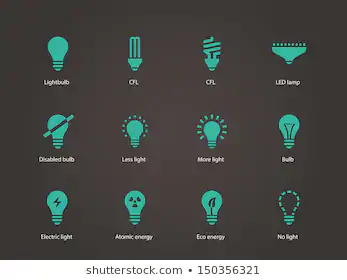 Lightbulb
CFL
CFL
LED lamp
Disabled bulb
Less light
More light
Bulb
Electric light
Atomic energy
Eco energy
No light
shutterstock.com • 150356321